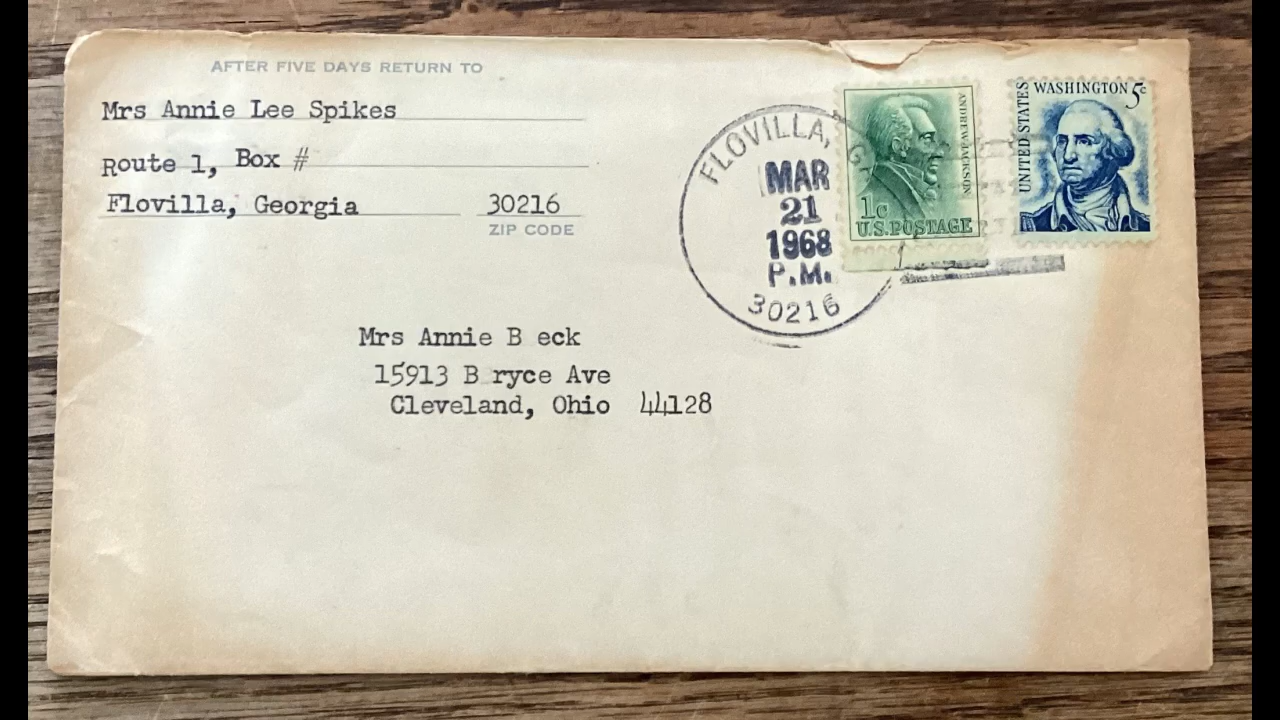 AFTER FIVE DAYS RETURN TO
Mrs Annie Lee Spikes
Route 1, Box #
Flovilla, Georgia 30216
ZIP CODE
FLOVILLA, GA
MAR
21
1968
P.M.
30216
ANDREW JACKSON
1c
U.S. POSTAGE
UNITED STATES
WASHINGTON 5c
Mrs Annie B eck
15913 B ryce Ave
Cleveland, Ohio 44128